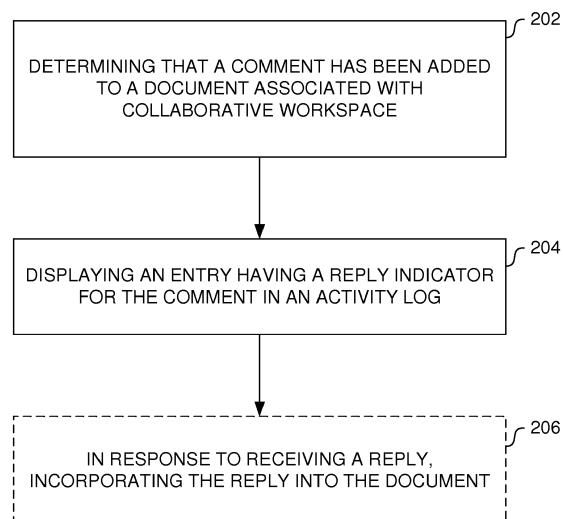 202
DETERMINING THAT A COMMENT HAS BEEN ADDED
TO A DOCUMENT ASSOCIATED WITH
COLLABORATIVE WORKSPACE
204
DISPLAYING AN ENTRY HAVING A REPLY INDICATOR
FOR THE COMMENT IN AN ACTIVITY LOG
206
IN RESPONSE TO RECEIVING A REPLY,
INCORPORATING THE REPLY INTO THE DOCUMENT